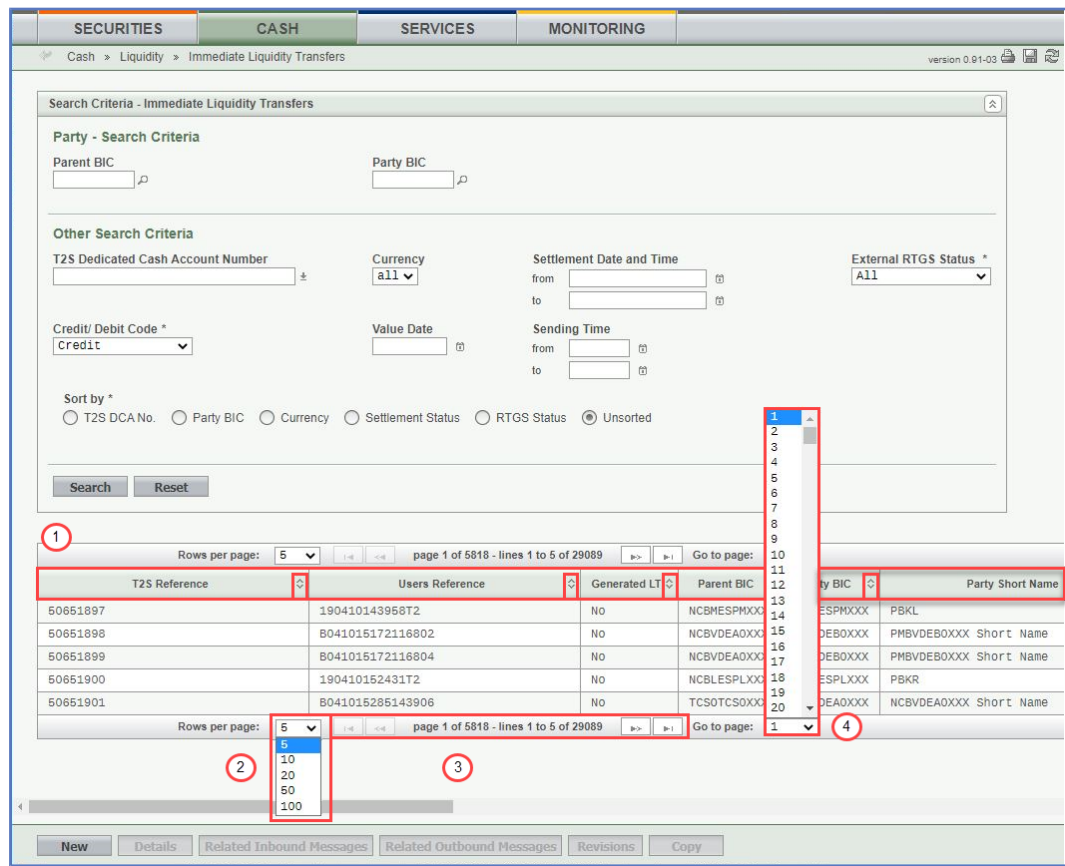 SECURITIES CASH SERVICES MONITORING
Cash » Liquidity » Immediate Liquidity Transfers version 0.91-03
Search Criteria - Immediate Liquidity Transfers
Party - Search Criteria
Parent BIC Party BIC
Other Search Criteria
T2S Dedicated Cash Account Number Currency Settlement Date and Time External RTGS Status *
all from All
to
Credit/ Debit Code * Value Date Sending Time
Credit from
to
Sort by *
T2S DCA No. Party BIC Currency Settlement Status RTGS Status Unsorted
Search Reset
1
2
3
4
5
6
7
8
9
10
11
12
13
14
15
16
17
18
19
20
1
Rows per page: 5 page 1 of 5818 - lines 1 to 5 of 29089 Go to page:
T2S Reference Users Reference Generated LT Parent BIC ty BIC Party Short Name
50651897 190410143958T2 No NCBMESPMXXX ESPMXXX PBKL
50651898 B041015172116802 No NCBVDEA0XXX DEB0XXX PMBVDEB0XXX Short Name
50651899 B041015172116804 No NCBVDEA0XXX DEB0XXX PMBVDEB0XXX Short Name
50651900 190410152431T2 No NCBLESPLXXX ESPLXXX PBKR
50651901 B041015285143906 No TCSOTCSOXXX DEA0XXX NCBVDEA0XXX Short Name
Rows per page: 5 page 1 of 5818 - lines 1 to 5 of 29089 Go to page: 1 4
5
10
20
50
100
2 3
New Details Related Inbound Messages Related Outbound Messages Revisions Copy